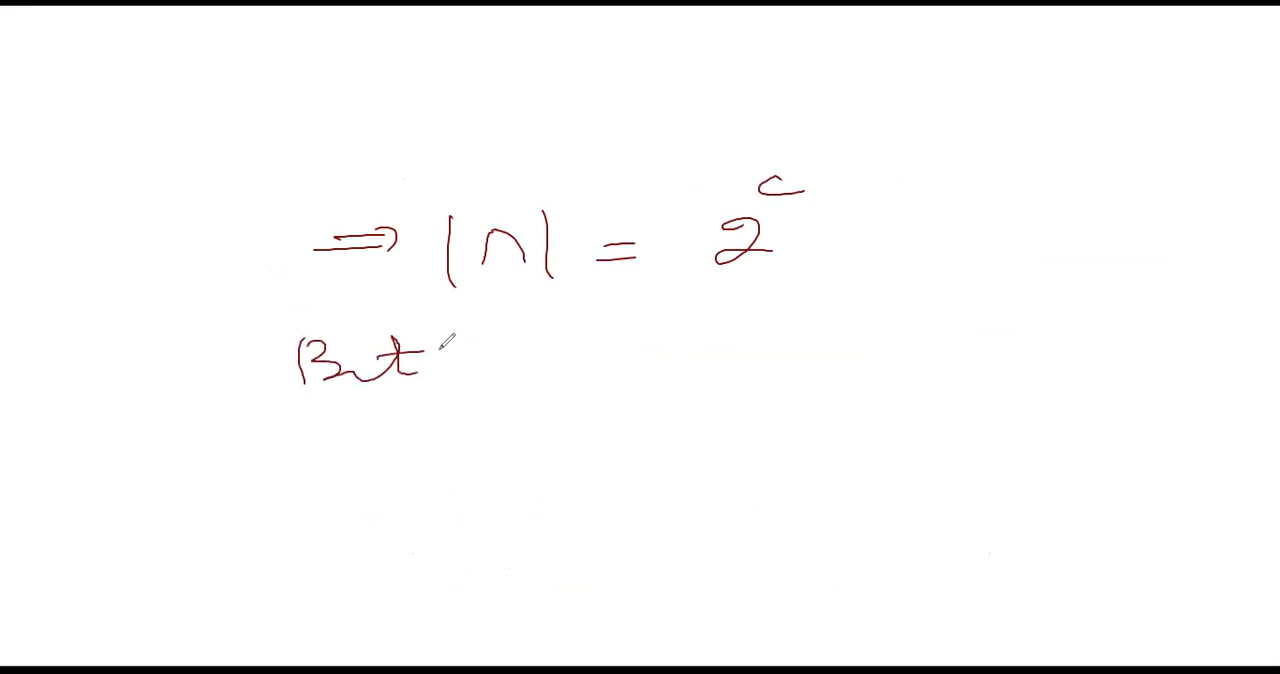 ⇒ |n| = 2^c
But